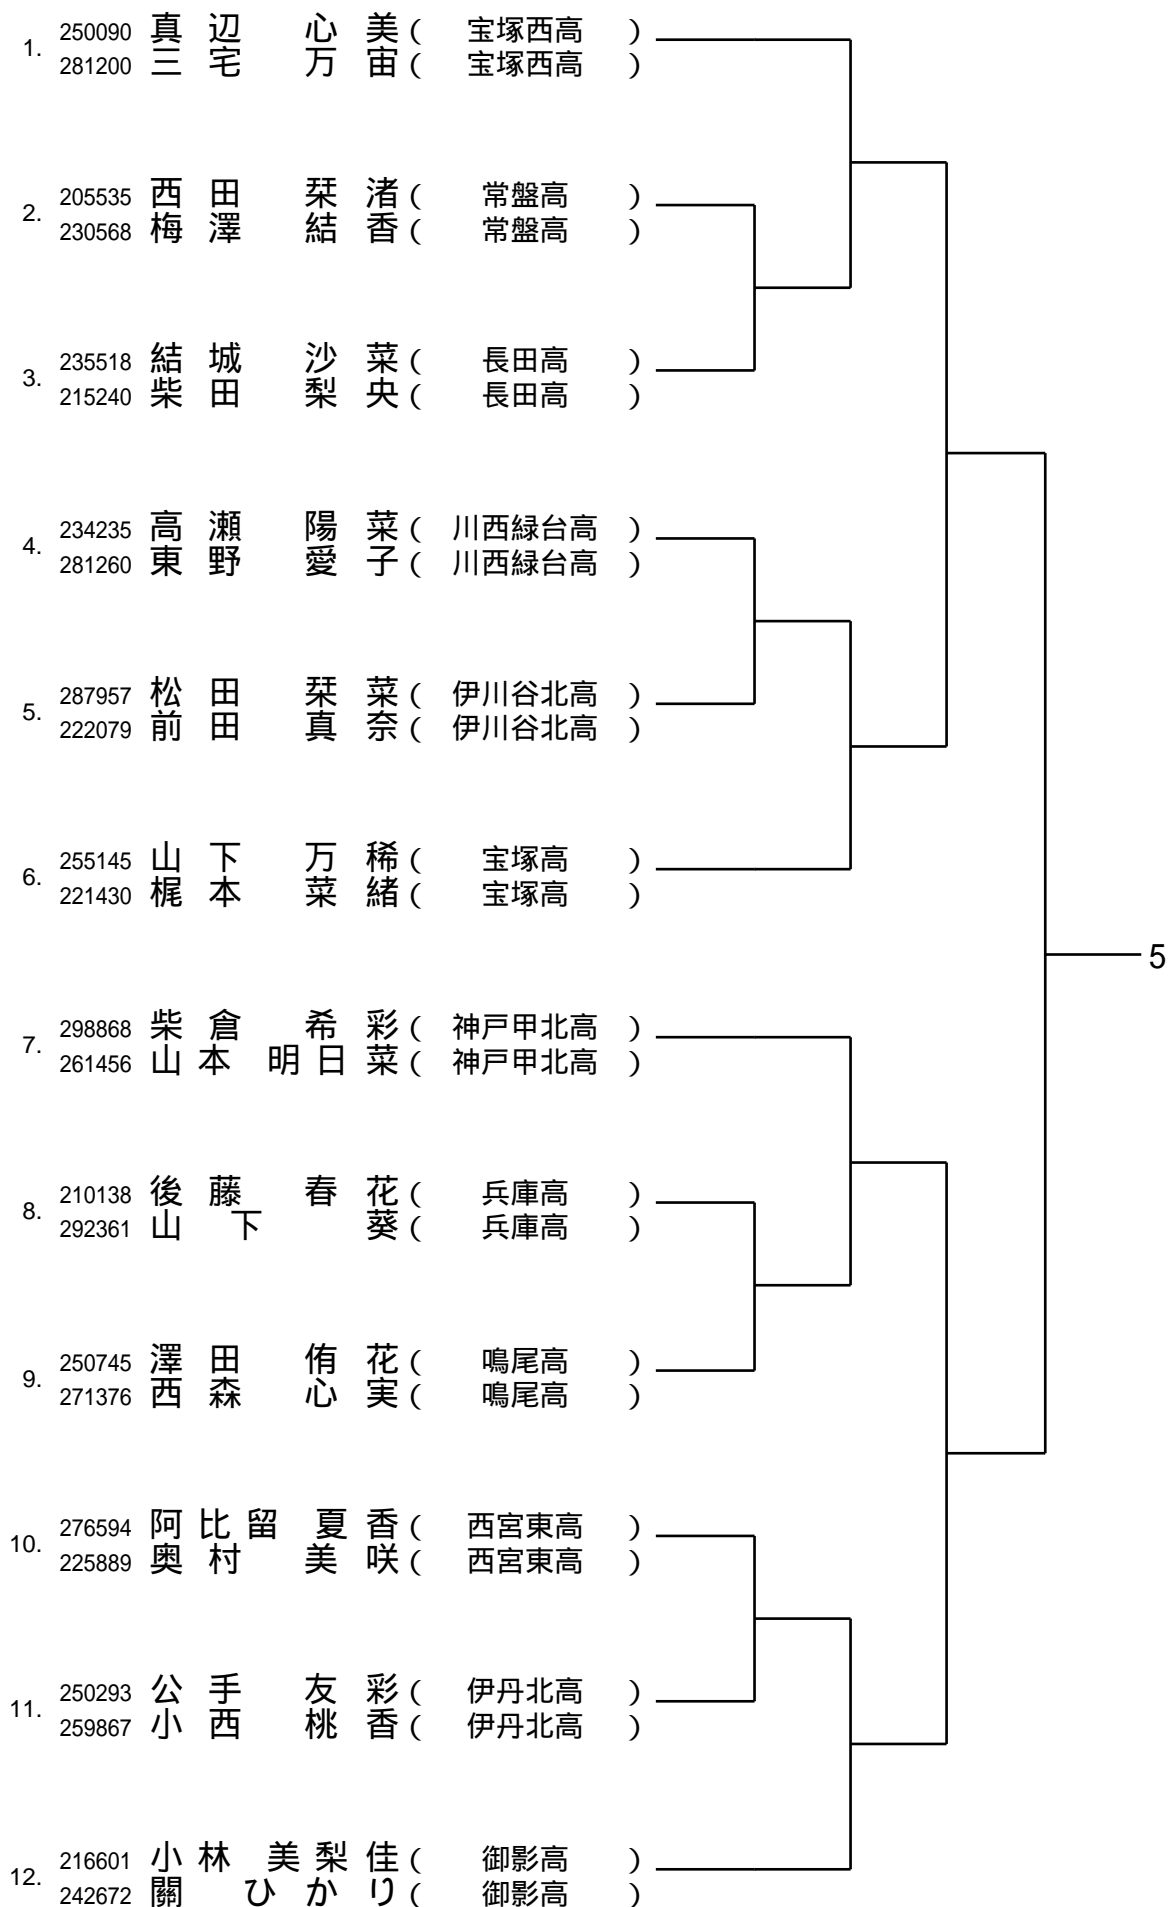 1. 250090 真辺 心美 ( 宝塚西高 )
281200 三宅 万宙 ( 宝塚西高 )
2. 205535 西田 栞渚 ( 常盤高 )
230568 梅澤 結香 ( 常盤高 )
3. 235518 結城 沙菜 ( 長田高 )
215240 柴田 梨央 ( 長田高 )
4. 234235 高瀬 陽菜 ( 川西緑台高 )
281260 東野 愛子 ( 川西緑台高 )
5. 287957 松田 栞菜 ( 伊川谷北高 )
222079 前田 真奈 ( 伊川谷北高 )
6. 255145 山下 万稀 ( 宝塚高 )
221430 梶本 菜緒 ( 宝塚高 )
5
7. 298868 柴倉 希彩 ( 神戸甲北高 )
261456 山本 明日菜 ( 神戸甲北高 )
8. 210138 後藤 春花 ( 兵庫高 )
292361 山下 葵 ( 兵庫高 )
9. 250745 澤田 侑花 ( 鳴尾高 )
271376 西森 心実 ( 鳴尾高 )
10. 276594 阿比留 夏香 ( 西宮東高 )
225889 奥村 美咲 ( 西宮東高 )
11. 250293 公手 友彩 ( 伊丹北高 )
259867 小西 桃香 ( 伊丹北高 )
12. 216601 小林 美梨佳 ( 御影高 )
242672 關 ひかり ( 御影高 )